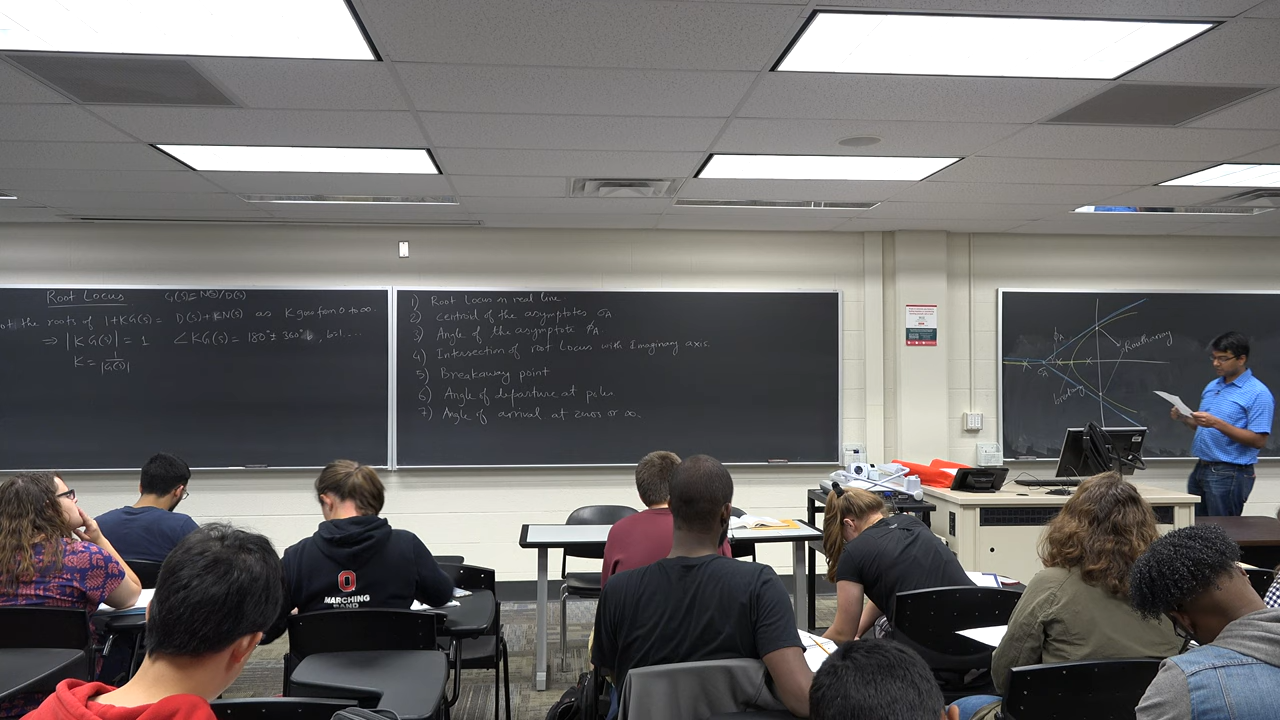 Root Locus G(s)=N(s)/D(s)
ot the roots of 1+KG(s)= D(s)+KN(s) as K goes from 0 to ∞.
⇒ |KG(s)| = 1 ∠KG(s) = 180°± 360°
K = 1/|G(s)|
1) Root Locus on real line
2) Centroid of the asymptotes σA
3) Angle of the asymptote ϕA.
4) Intersection of root Locus with Imaginary axis.
5) Breakaway point
6) Angle of departure at poles
7) Angle of arrival at zeros or ∞.
ϕA
σA
O
MARCHING
BAND